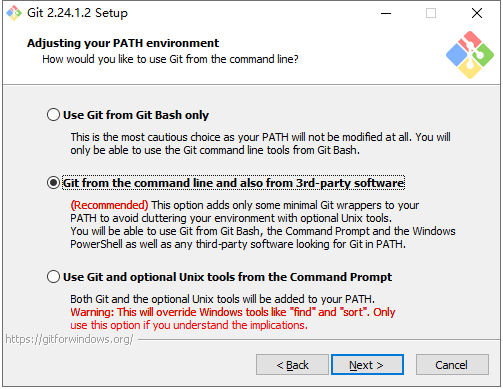 Git 2.24.1.2 Setup
Adjusting your PATH environment
How would you like to use Git from the command line?
Use Git from Git Bash only
This is the most cautious choice as your PATH will not be modified at all. You will
only be able to use the Git command line tools from Git Bash.
Git from the command line and also from 3rd-party software
(Recommended) This option adds only some minimal Git wrappers to your
PATH to avoid cluttering your environment with optional Unix tools.
You will be able to use Git from Git Bash, the Command Prompt and the Windows
PowerShell as well as any third-party software looking for Git in PATH.
Use Git and optional Unix tools from the Command Prompt
Both Git and the optional Unix tools will be added to your PATH.
Warning: This will override Windows tools like "find" and "sort". Only
use this option if you understand the implications.
https://gitforwindows.org/
< Back
Next >
Cancel